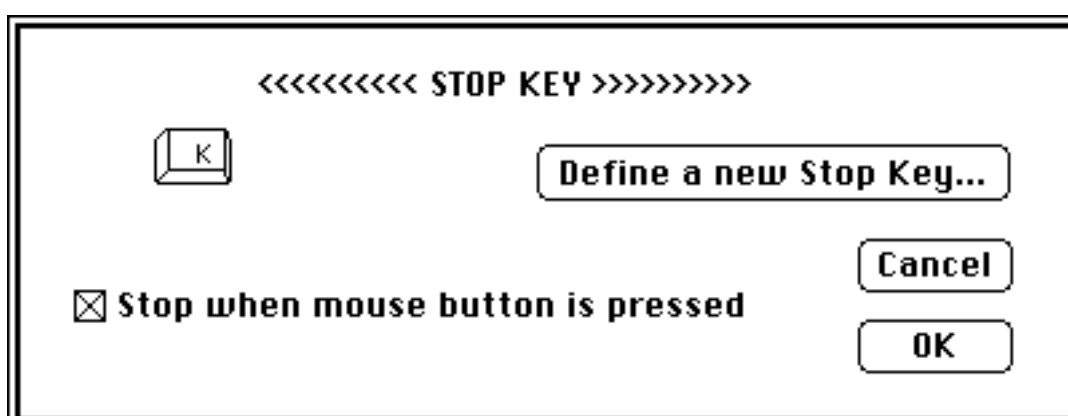 <<<<<<<<<< STOP KEY >>>>>>>>>>
K
Define a new Stop Key...
Cancel
Stop when mouse button is pressed
OK